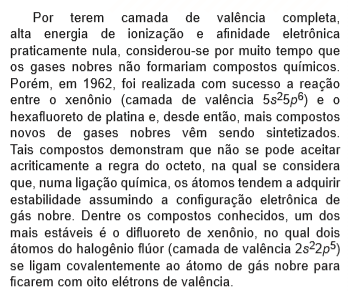 Por terem camada de valência completa,
alta energia de ionização e afinidade eletrônica
praticamente nula, considerou-se por muito tempo que
os gases nobres não formariam compostos químicos.
Porém, em 1962, foi realizada com sucesso a reação
entre o xenônio (camada de valência 5s²5p⁶) e o
hexafluoreto de platina e, desde então, mais compostos
novos de gases nobres vêm sendo sintetizados.
Tais compostos demonstram que não se pode aceitar
acriticamente a regra do octeto, na qual se considera
que, numa ligação química, os átomos tendem a adquirir
estabilidade assumindo a configuração eletrônica de
gás nobre. Dentre os compostos conhecidos, um dos
mais estáveis é o difluoreto de xenônio, no qual dois
átomos do halogênio flúor (camada de valência 2s²2p⁵)
se ligam covalentemente ao átomo de gás nobre para
ficarem com oito elétrons de valência.